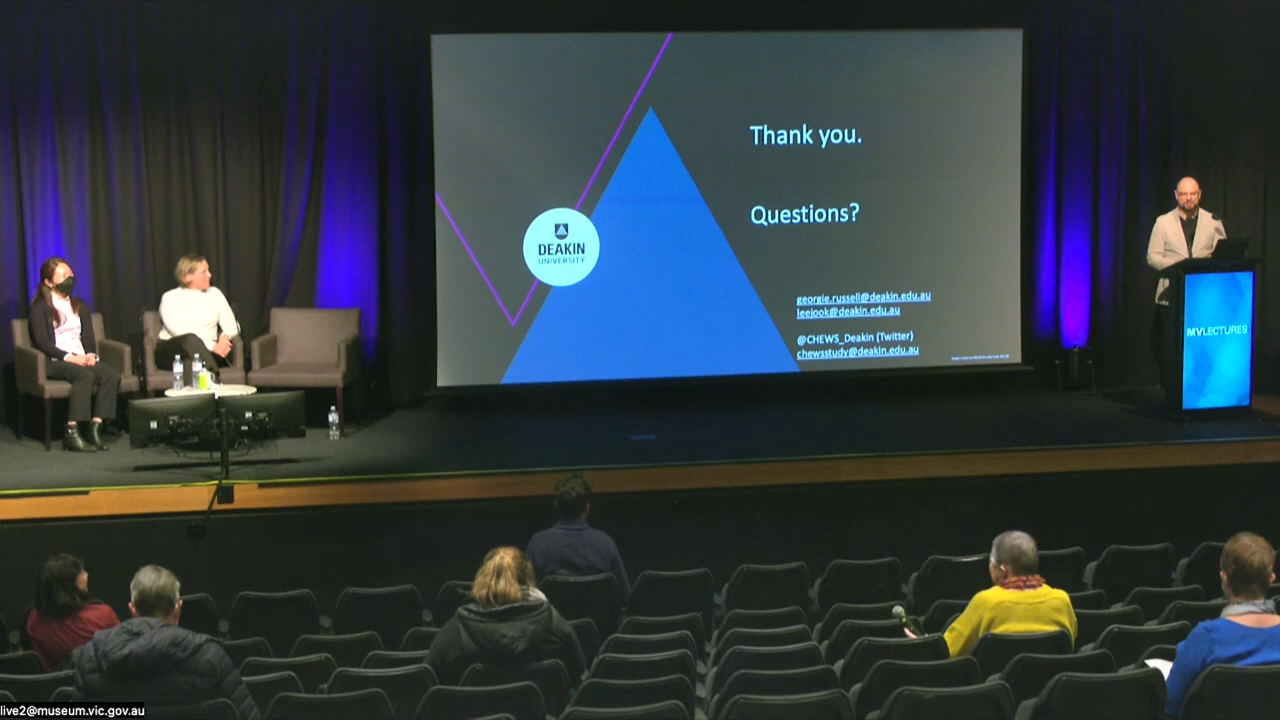 Thank you.
Questions?
DEAKIN
UNIVERSITY
georgie.russell@deakin.edu.au
leejook@deakin.edu.au
@CHEWS_Deakin (Twitter)
chewsstudy@deakin.edu.au
MVLECTURES
live2@museum.vic.gov.au